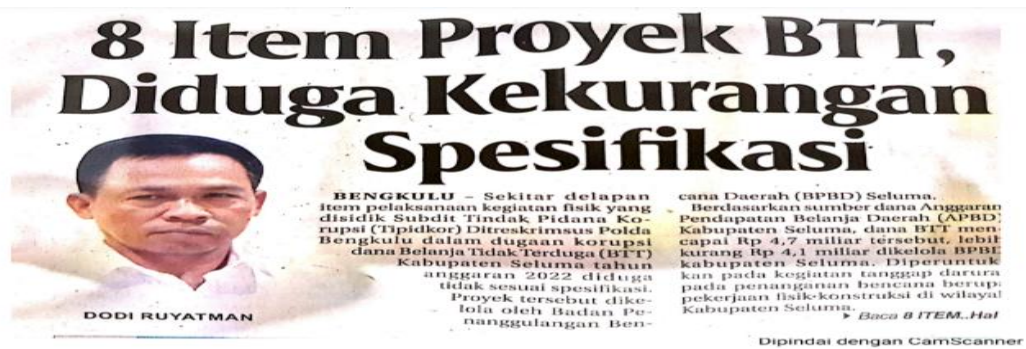 8 Item Proyek BTT,
Diduga Kekurangan
Spesifikasi
BENGKULU – Sekitar delapan
item pelaksanaan kegiatan fisik yang
disidik Subdit Tindak Pidana Ko-
rupsi (Tipidkor) Ditreskrimsus Polda
Bengkulu dalam dugaan korupsi
dana Belanja Tidak Terduga (BTT)
Kabupaten Seluma tahun
anggaran 2022 diduga
tidak sesuai spesifikasi.
Proyek tersebut dike-
lola oleh Badan Pe-
nanggulangan Ben-
cana Daerah (BPBD) Seluma.
Berdasarkan sumber dana Anggaran
Pendapatan Belanja Daerah (APBD)
Kabupaten Seluma, dana BTT men-
capai Rp 4,7 miliar tersebut, lebih
kurang Rp 4,1 miliar dikelola BPBD
kabupaten Seluma. Diperuntuk-
kan pada kegiatan tanggap darura
pada penanganan bencana berupa
pekerjaan fisik-konstruksi di wilayal
Kabupaten Seluma.
▶ Baca 8 ITEM..Hal
DODI RUYATMAN
Dipindai dengan CamScanner